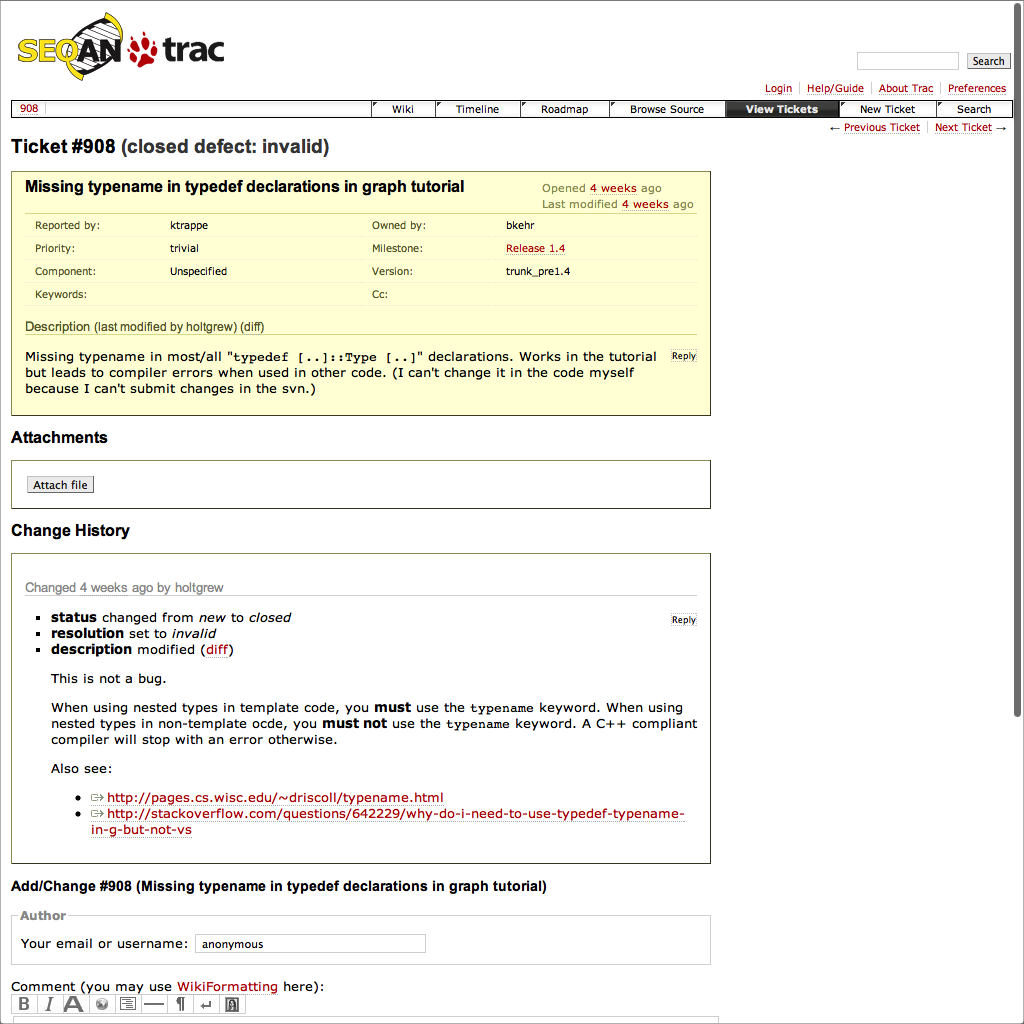 SEQAN trac
Search
Login Help/Guide About Trac Preferences
908 Wiki Timeline Roadmap Browse Source View Tickets New Ticket Search
← Previous Ticket Next Ticket →
Ticket #908 (closed defect: invalid)
Missing typename in typedef declarations in graph tutorial
Opened 4 weeks ago
Last modified 4 weeks ago
Reported by: ktrappe Owned by: bkehr
Priority: trivial Milestone: Release 1.4
Component: Unspecified Version: trunk_pre1.4
Keywords: Cc:
Description (last modified by holtgrew) (diff)
Missing typename in most/all "typedef [..]::Type [..]" declarations. Works in the tutorial Reply
but leads to compiler errors when used in other code. (I can't change it in the code myself
because I can't submit changes in the svn.)
Attachments
Attach file
Change History
Changed 4 weeks ago by holtgrew
status changed from new to closed Reply
resolution set to invalid
description modified (diff)
This is not a bug.
When using nested types in template code, you must use the typename keyword. When using
nested types in non-template ocde, you must not use the typename keyword. A C++ compliant
compiler will stop with an error otherwise.
Also see:
http://pages.cs.wisc.edu/~driscoll/typename.html
http://stackoverflow.com/questions/642229/why-do-i-need-to-use-typedef-typename-
in-g-but-not-vs
Add/Change #908 (Missing typename in typedef declarations in graph tutorial)
Author
Your email or username: anonymous
Comment (you may use WikiFormatting here):
B I A ¶ ↵